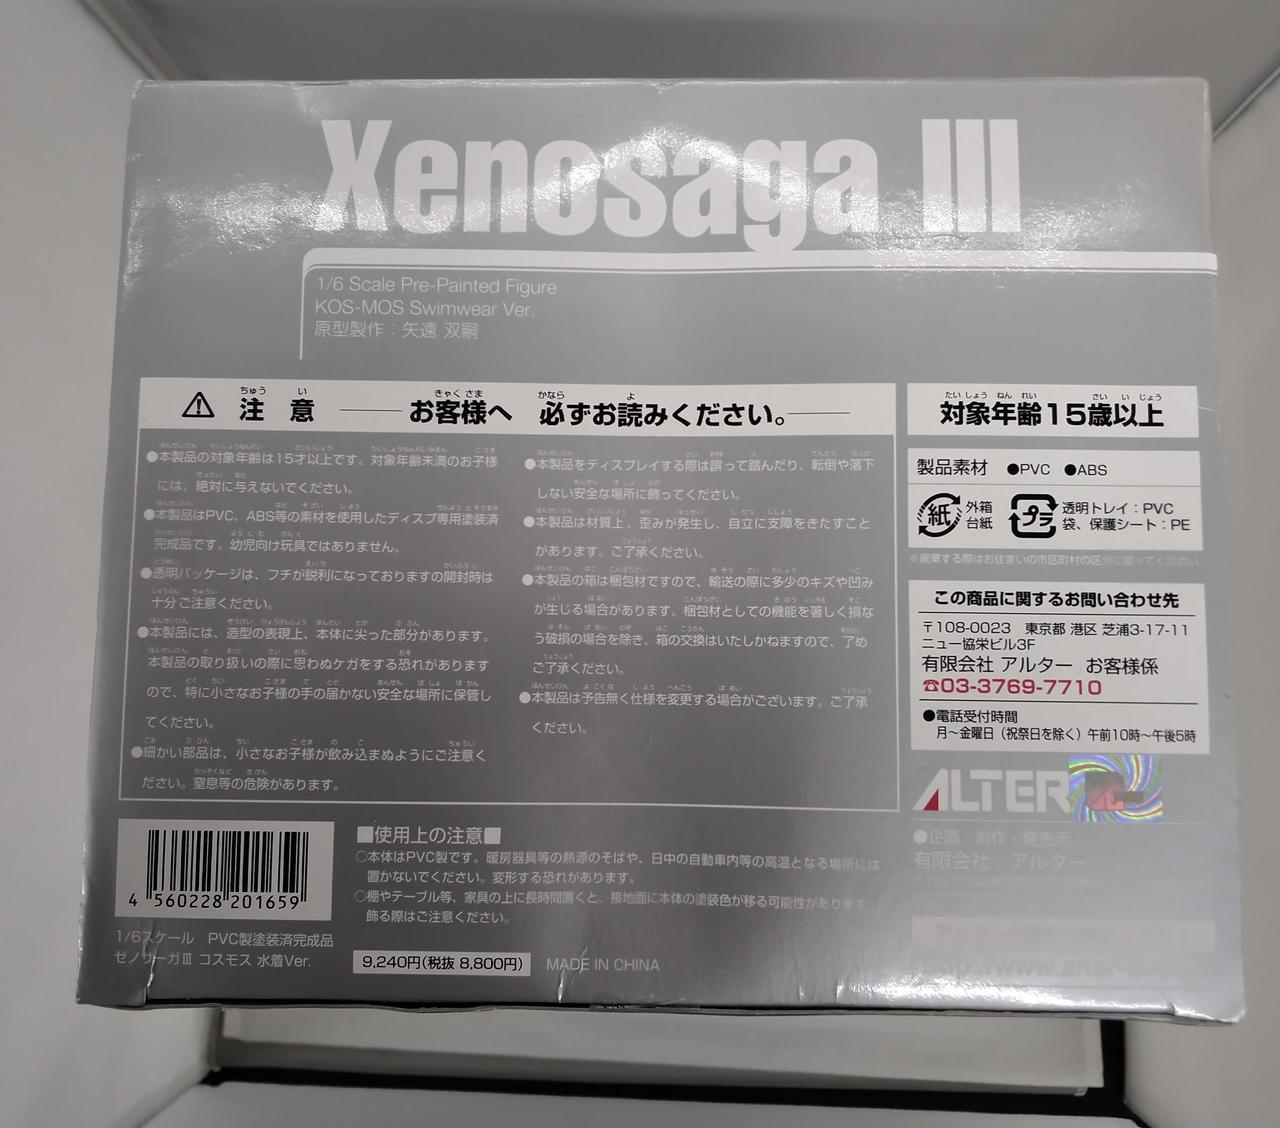 Xenosaga III
1/6 Scale Pre-Painted Figure
KOS-MOS Swimwear Ver.
原型製作：矢遠 双嗣
⚠ 注意 ── お客様へ 必ずお読みください。──
●本製品の対象年齢は15才以上です。対象年齢未満のお子様
には、絶対に与えないでください。
●本製品はPVC、ABS等の素材を使用したディスプ専用塗装済
完成品です。幼児向け玩具ではありません。
●透明パッケージは、フチが鋭利になっておりますの開封時は
十分ご注意ください。
●本製品には、造型の表現上、本体に尖った部分があります。
本製品の取り扱いの際に思わぬケガをする恐れがあります
ので、特に小さなお子様の手の届かない安全な場所に保管し
てください。
●細かい部品は、小さなお子様が飲み込まぬようにご注意く
ださい。窒息等の危険があります。
●本製品をディスプレイする際は誤って踏んだり、転倒や落下
しない安全な場所に飾ってください。
●本製品は材質上、歪みが発生し、自立に支障をきたすこと
があります。ご了承ください。
●本製品の箱は梱包材ですので、輸送の際に多少のキズや凹み
が生じる場合があります。梱包材としての機能を著しく損な
う破損の場合を除き、箱の交換はいたしかねますので、了め
ご了承ください。
●本製品は予告無く仕様を変更する場合がございます。ご了承
ください。
対象年齢15歳以上
製品素材 ●PVC ●ABS
紙 外箱
台紙
プラ 透明トレイ：PVC
袋、保護シート：PE
※廃棄する際はお住まいの市区町村の区分に従ってください。
この商品に関するお問い合わせ先
〒108-0023 東京都 港区 芝浦3-17-11
ニュー協栄ビル3F
有限会社 アルター お客様係
☎03-3769-7710
●電話受付時間
月〜金曜日（祝祭日を除く）午前10時〜午後5時
ALTER
●企画・制作・発売元
有限会社 アルター
4 560228 201659
1/6スケール PVC製塗装済完成品
ゼノサーガⅢ コスモス 水着Ver.
■使用上の注意■
○本体はPVC製です。暖房器具等の熱源のそばや、日中の自動車内等の高温となる場所には
置かないでください。変形する恐れがあります。
○棚やテーブル等、家具の上に長時間置くと、接地面に本体の塗装色が移る可能性があります。
飾る際はご注意ください。
9,240円(税抜 8,800円)
MADE IN CHINA